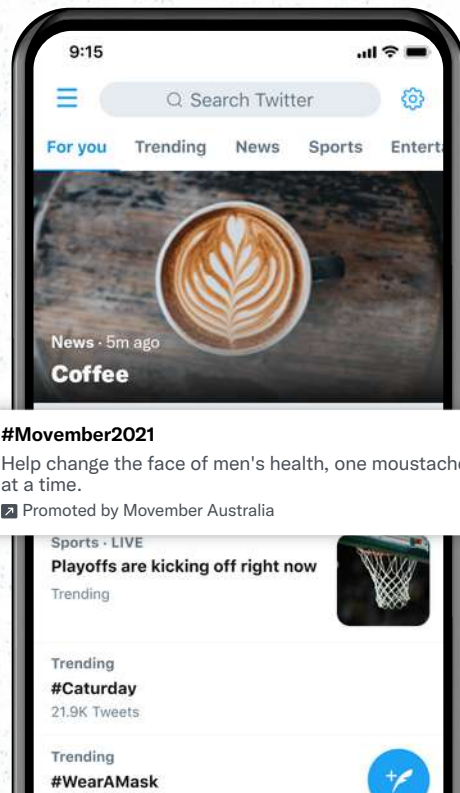 9:15
Search Twitter
For you Trending News Sports Enterta
News · 5m ago
Coffee
#Movember2021
Help change the face of men's health, one moustache
at a time.
Promoted by Movember Australia
Sports · LIVE
Playoffs are kicking off right now
Trending
Trending
#Caturday
21.9K Tweets
Trending
#WearAMask